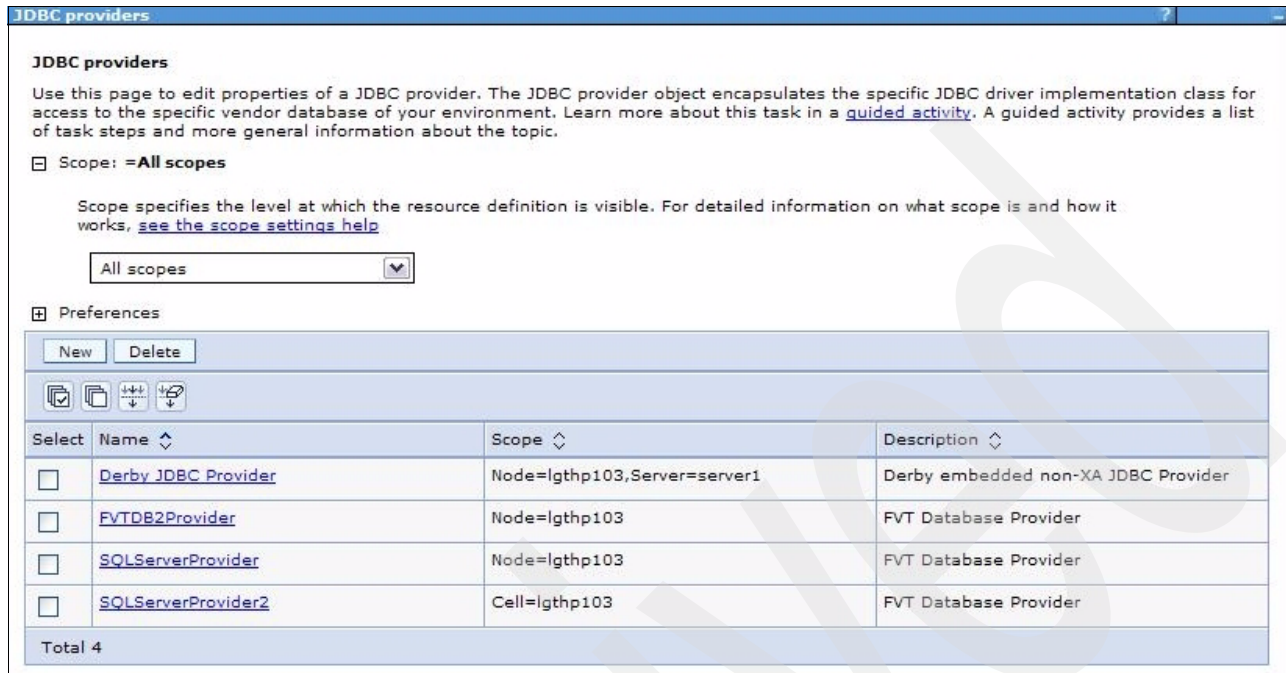 JDBC providers ? –
JDBC providers
Use this page to edit properties of a JDBC provider. The JDBC provider object encapsulates the specific JDBC driver implementation class for
access to the specific vendor database of your environment. Learn more about this task in a guided activity. A guided activity provides a list
of task steps and more general information about the topic.
Scope: =All scopes
Scope specifies the level at which the resource definition is visible. For detailed information on what scope is and how it
works, see the scope settings help
All scopes
Preferences
New Delete
Select Name Scope Description
Derby JDBC Provider Node=lgthp103,Server=server1 Derby embedded non-XA JDBC Provider
FVTDB2Provider Node=lgthp103 FVT Database Provider
SQLServerProvider Node=lgthp103 FVT Database Provider
SQLServerProvider2 Cell=lgthp103 FVT Database Provider
Total 4